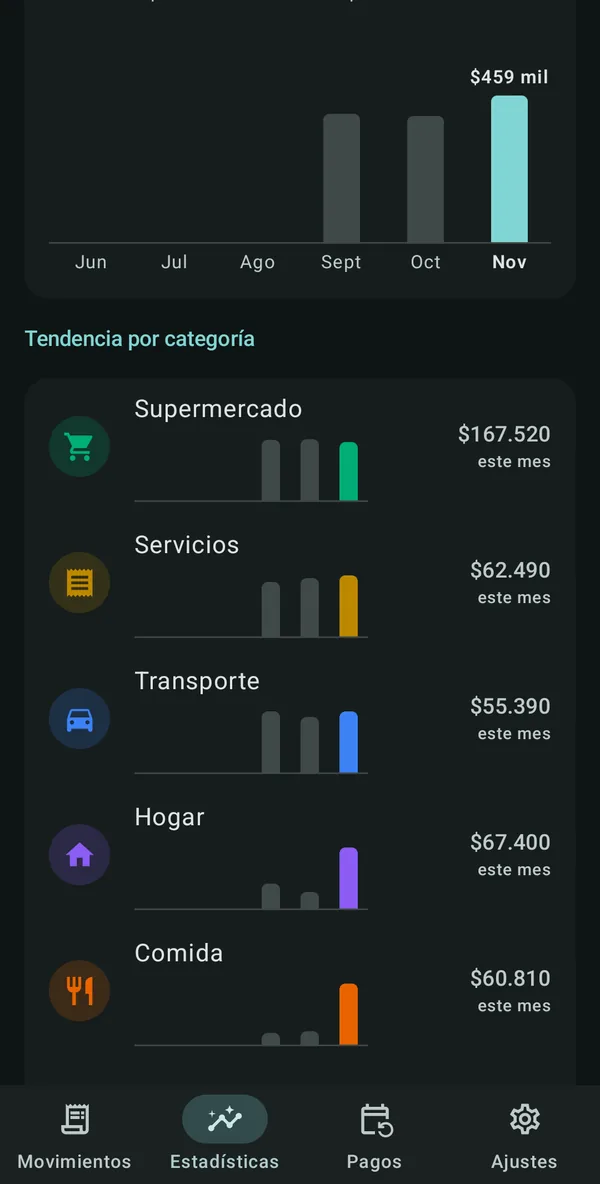 $459 mil
Jun Jul Ago Sept Oct Nov
Tendencia por categoría
Supermercado
$167.520
este mes
Servicios
$62.490
este mes
Transporte
$55.390
este mes
Hogar
$67.400
este mes
Comida
$60.810
este mes
Movimientos Estadísticas Pagos Ajustes